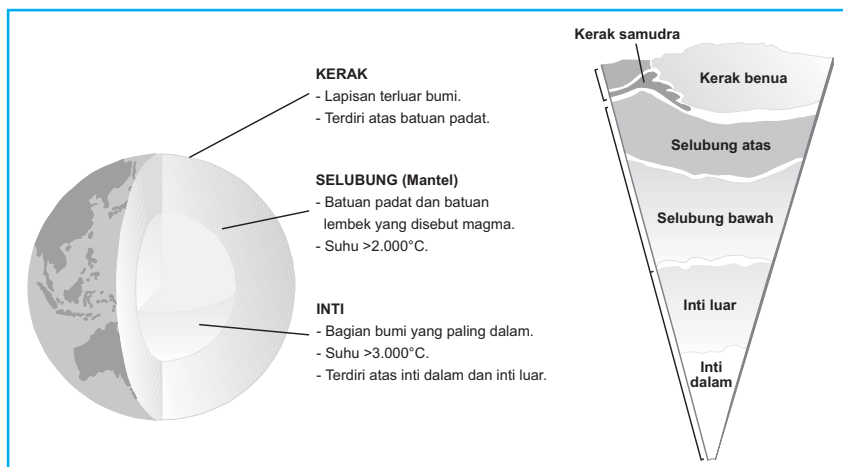 KERAK
- Lapisan terluar bumi.
- Terdiri atas batuan padat.
SELUBUNG (Mantel)
- Batuan padat dan batuan
lembek yang disebut magma.
- Suhu >2.000°C.
INTI
- Bagian bumi yang paling dalam.
- Suhu >3.000°C.
- Terdiri atas inti dalam dan inti luar.
Kerak samudra
Kerak benua
Selubung atas
Selubung bawah
Inti luar
Inti
dalam